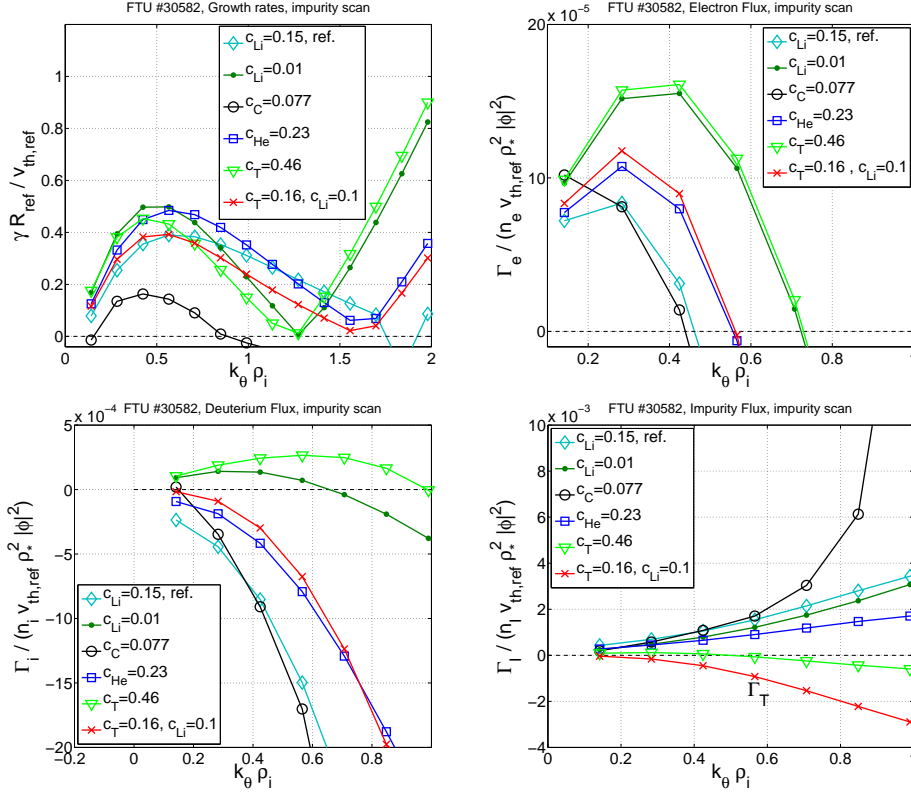 FTU #30582, Growth rates, impurity scan
c_Li=0.15, ref.
c_Li=0.01
c_C=0.077
c_He=0.23
c_T=0.46
c_T=0.16, c_Li=0.1
1
0.8
0.6
0.4
0.2
0
0 0.5 1 1.5 2
γ R_ref / v_th,ref
k_θ ρ_i
x 10^-5 FTU #30582, Electron Flux, impurity scan
20
10
0
c_Li=0.15, ref.
c_Li=0.01
c_C=0.077
c_He=0.23
c_T=0.46
c_T=0.16 , c_Li=0.1
0.2 0.4 0.6 0.8 1
Γ_e / (n_e v_th,ref ρ_*^2 |ϕ|^2)
k_θ ρ_i
x 10^-4 FTU #30582, Deuterium Flux, impurity scan
5
0
−5
−10
−15
−20
c_Li=0.15, ref.
c_Li=0.01
c_C=0.077
c_He=0.23
c_T=0.46
c_T=0.16, c_Li=0.1
−0.2 0 0.2 0.4 0.6 0.8
Γ_i / (n_i v_th,ref ρ_*^2 |ϕ|^2)
k_θ ρ_i
x 10^-3 FTU #30582, Impurity Flux, impurity scan
10
8
6
4
2
0
−2
−4
c_Li=0.15, ref.
c_Li=0.01
c_C=0.077
c_He=0.23
c_T=0.46
c_T=0.16, c_Li=0.1
Γ_T
0 0.2 0.4 0.6 0.8 1
Γ_I / (n_I v_th,ref ρ_*^2 |ϕ|^2)
k_θ ρ_i